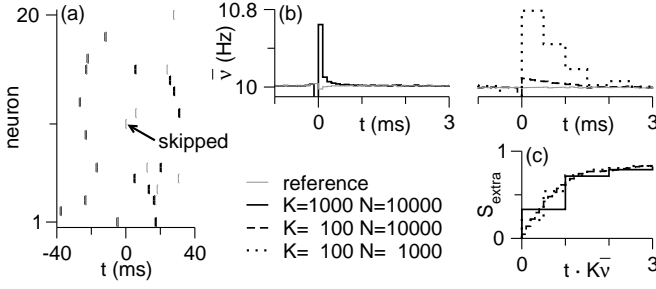 (a)
20
neuron
1
skipped
-40 0 40
t (ms)
(b)
10.8
10
ν̄ (Hz)
0 3
t (ms)
0 3
t (ms)
reference
K=1000 N=10000
K= 100 N=10000
K= 100 N= 1000
(c)
1
0
S_extra
0 3
t · Kν̄